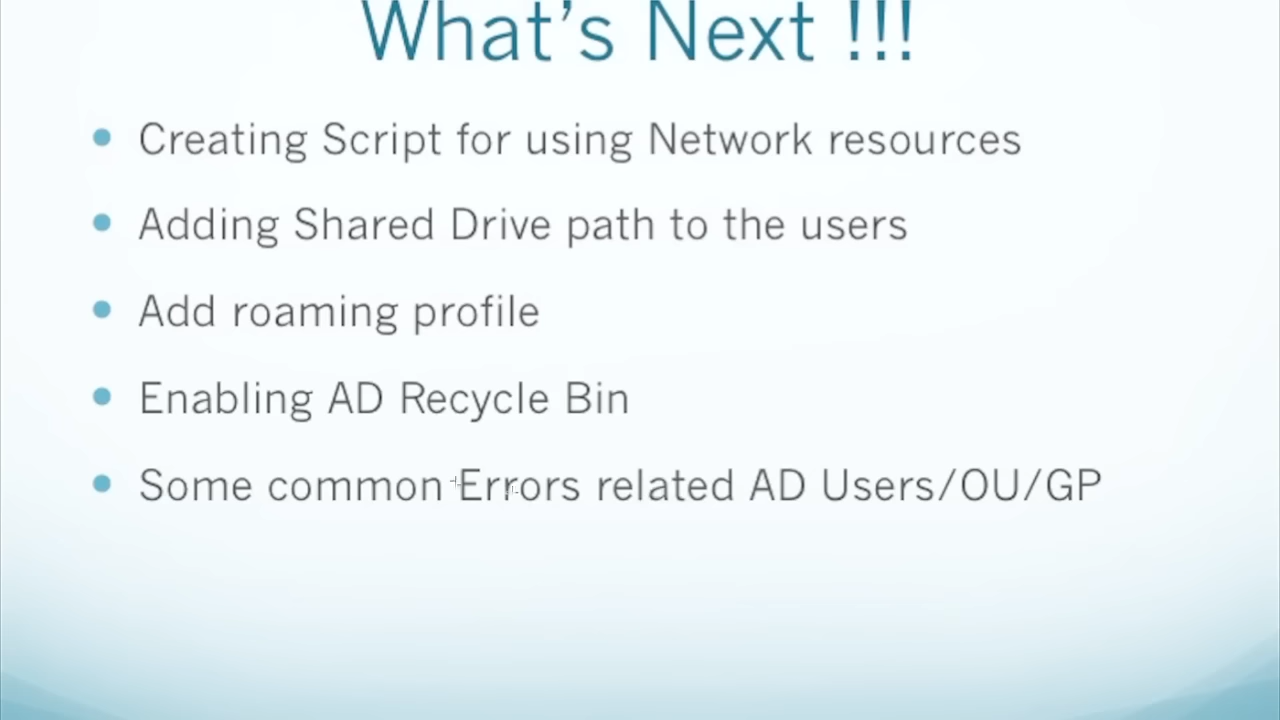 What's Next !!!
Creating Script for using Network resources
Adding Shared Drive path to the users
Add roaming profile
Enabling AD Recycle Bin
Some common Errors related AD Users/OU/GP